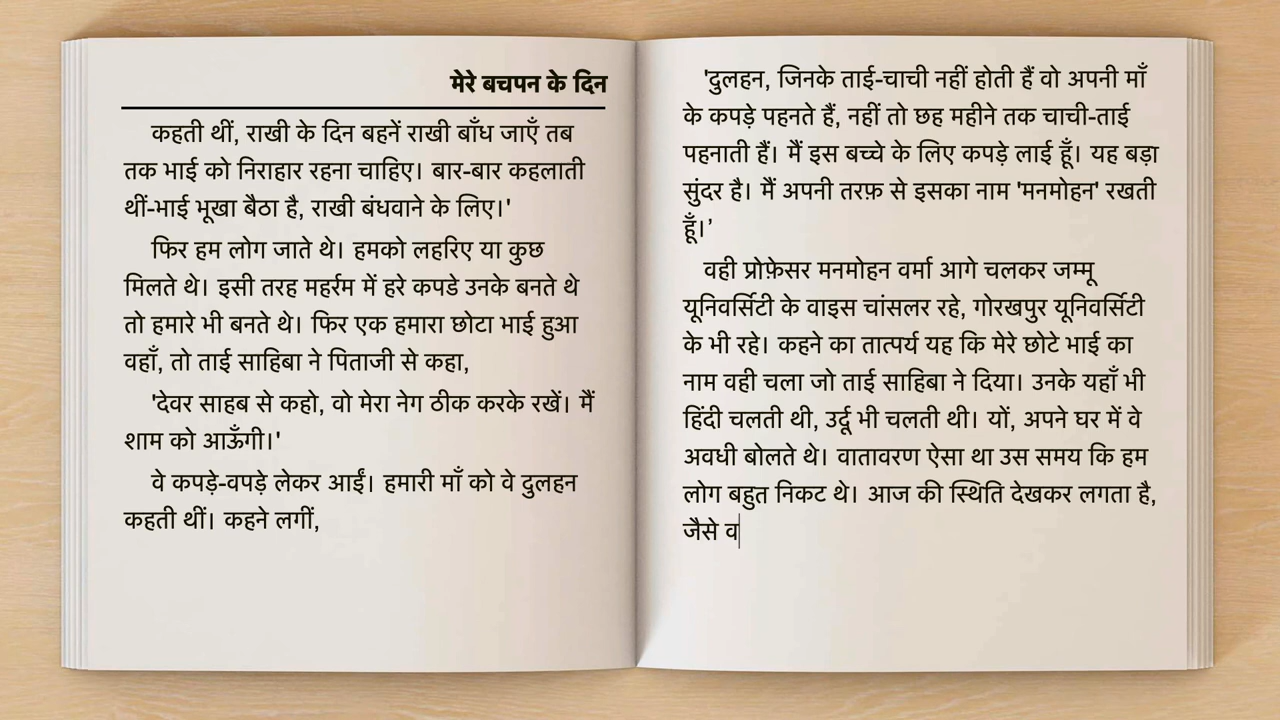 मेरे बचपन के दिन
कहती थीं, राखी के दिन बहनें राखी बाँध जाएँ तब
तक भाई को निराहार रहना चाहिए। बार-बार कहलाती
थीं-भाई भूखा बैठा है, राखी बंधवाने के लिए।'
फिर हम लोग जाते थे। हमको लहरिए या कुछ
मिलते थे। इसी तरह महर्रम में हरे कपडे उनके बनते थे
तो हमारे भी बनते थे। फिर एक हमारा छोटा भाई हुआ
वहाँ, तो ताई साहिबा ने पिताजी से कहा,
'देवर साहब से कहो, वो मेरा नेग ठीक करके रखें। मैं
शाम को आऊँगी।'
वे कपड़े-वपड़े लेकर आईं। हमारी माँ को वे दुलहन
कहती थीं। कहने लगीं,
'दुलहन, जिनके ताई-चाची नहीं होती हैं वो अपनी माँ
के कपड़े पहनते हैं, नहीं तो छह महीने तक चाची-ताई
पहनाती हैं। मैं इस बच्चे के लिए कपड़े लाई हूँ। यह बड़ा
सुंदर है। मैं अपनी तरफ़ से इसका नाम 'मनमोहन' रखती
हूँ।’
वही प्रोफ़ेसर मनमोहन वर्मा आगे चलकर जम्मू
यूनिवर्सिटी के वाइस चांसलर रहे, गोरखपुर यूनिवर्सिटी
के भी रहे। कहने का तात्पर्य यह कि मेरे छोटे भाई का
नाम वही चला जो ताई साहिबा ने दिया। उनके यहाँ भी
हिंदी चलती थी, उर्दू भी चलती थी। यों, अपने घर में वे
अवधी बोलते थे। वातावरण ऐसा था उस समय कि हम
लोग बहुत निकट थे। आज की स्थिति देखकर लगता है,
जैसे व